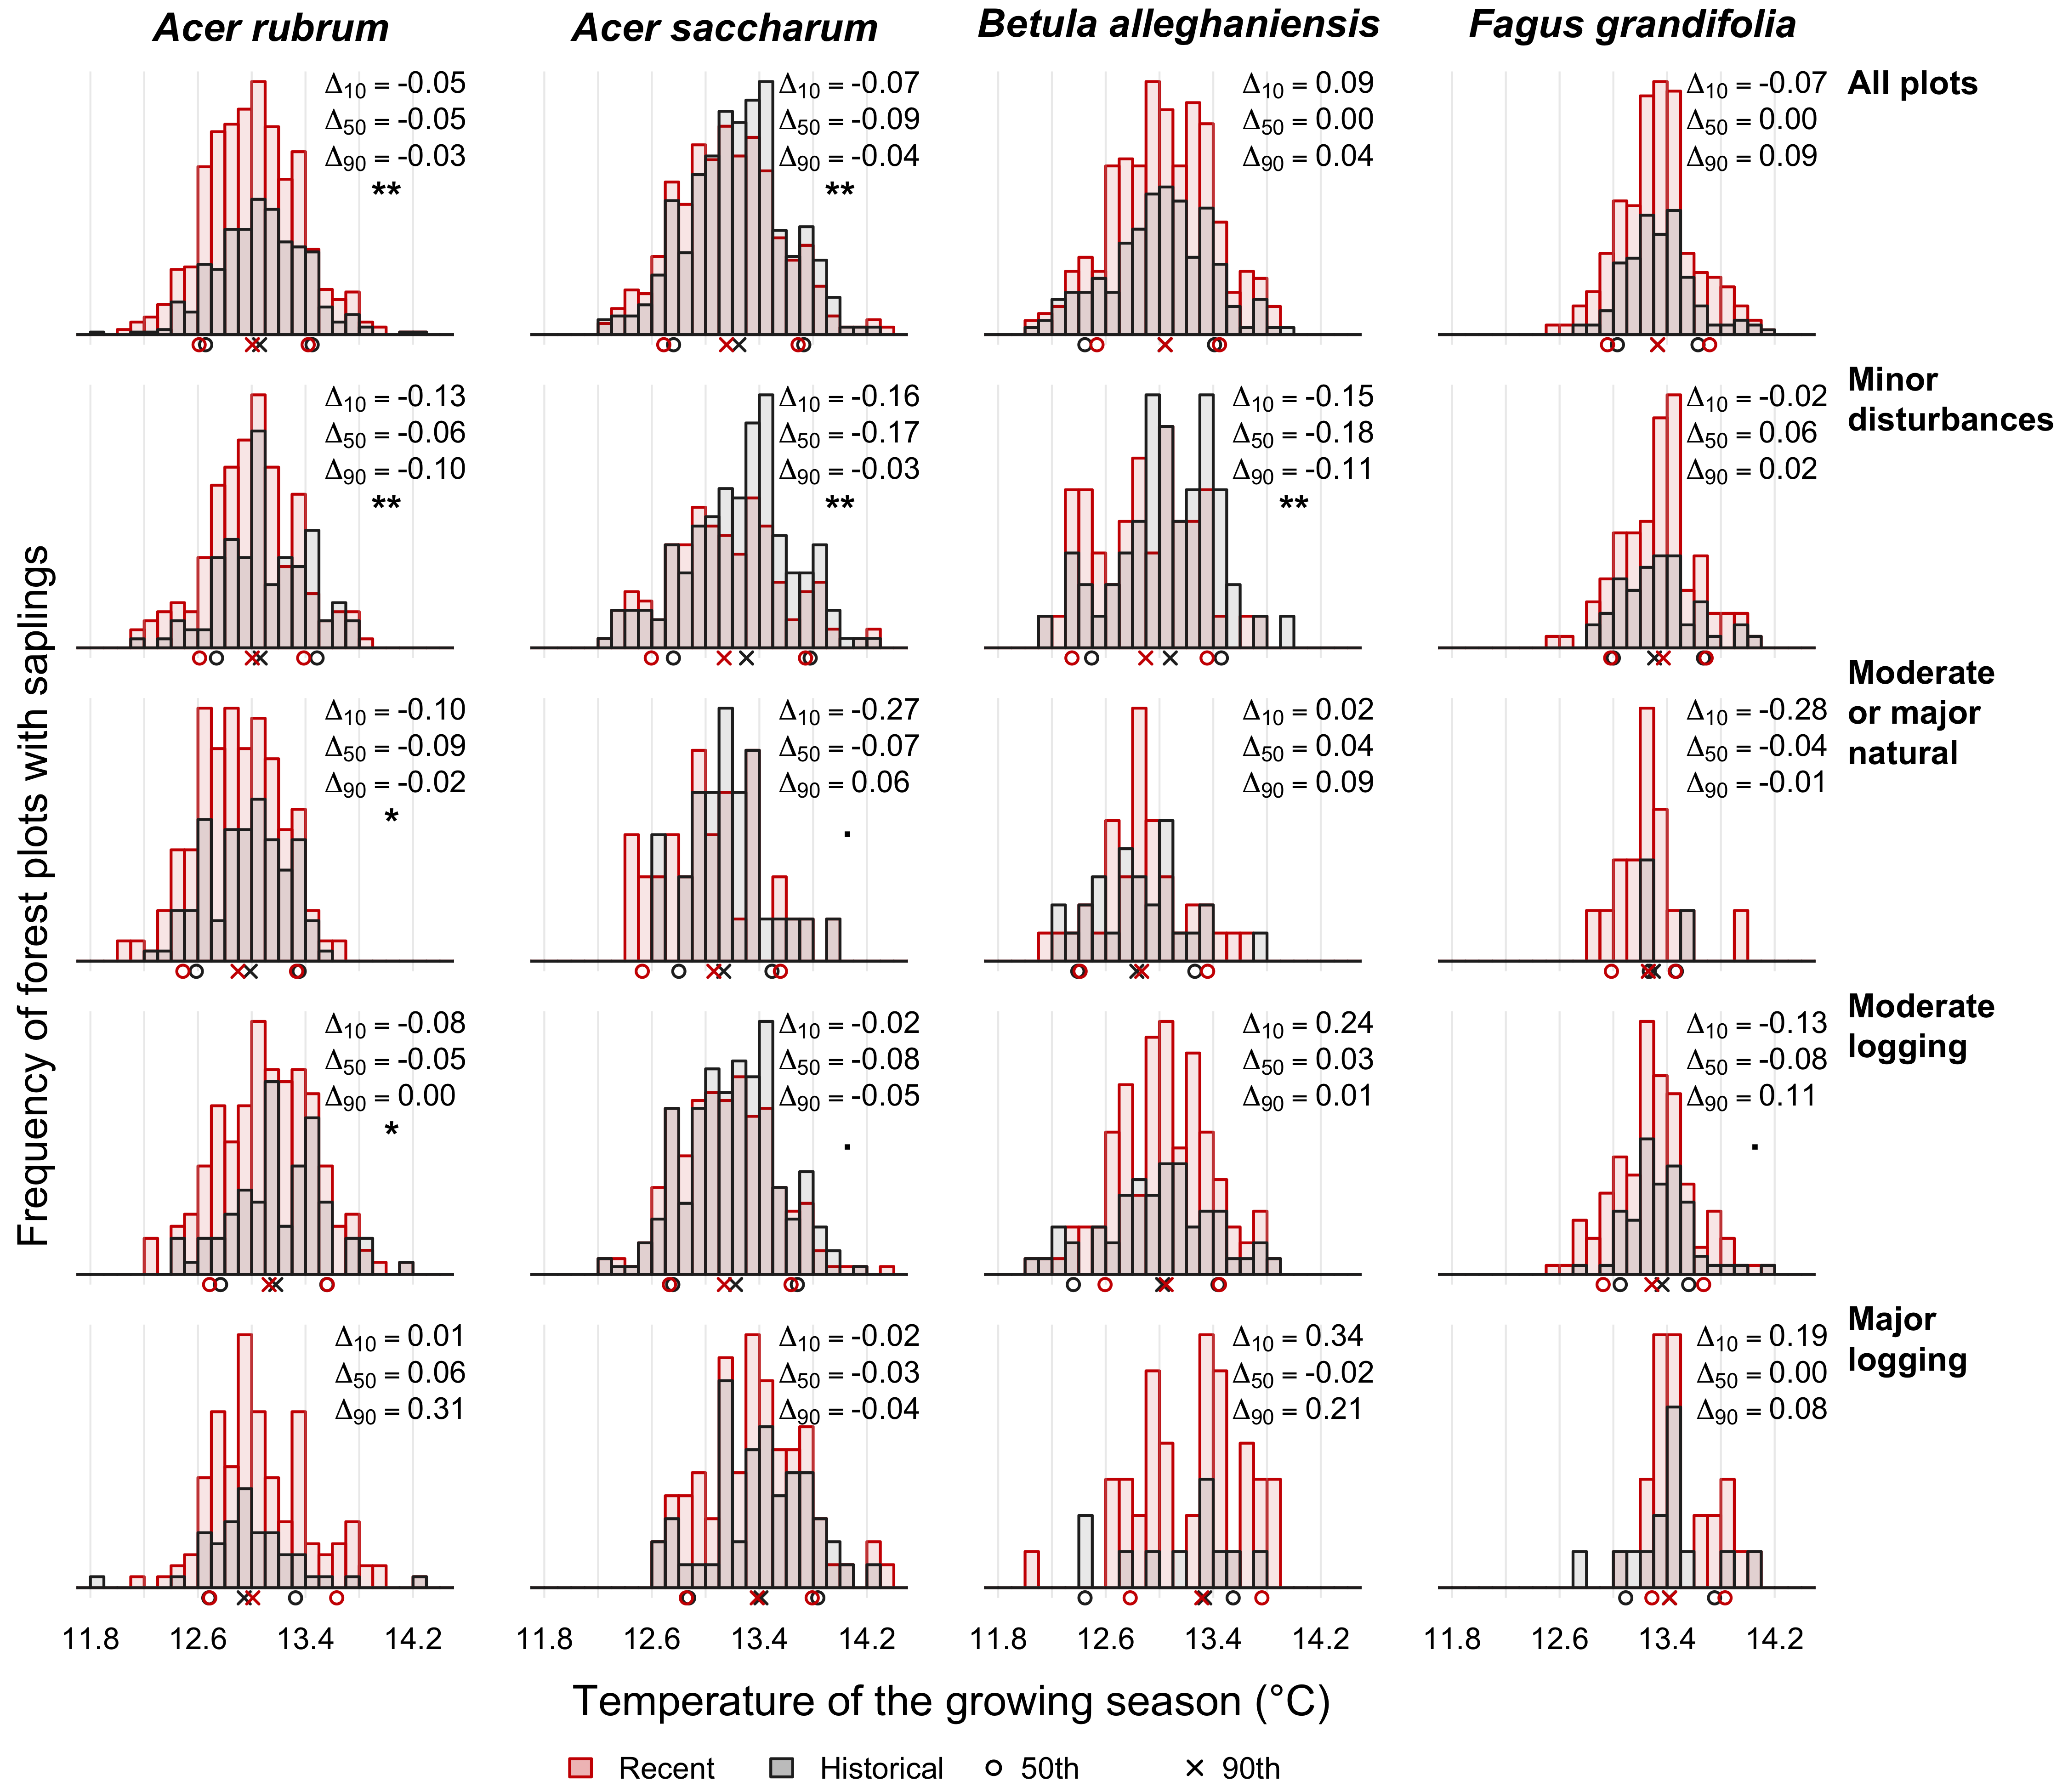 Acer rubrum
Acer saccharum
Betula alleghaniensis
Fagus grandifolia
Δ10 = -0.05
Δ50 = -0.05
Δ90 = -0.03
**
Δ10 = -0.07
Δ50 = -0.09
Δ90 = -0.04
**
Δ10 = 0.09
Δ50 = 0.00
Δ90 = 0.04
Δ10 = -0.07
Δ50 = 0.00
Δ90 = 0.09
All plots
Δ10 = -0.13
Δ50 = -0.06
Δ90 = -0.10
**
Δ10 = -0.16
Δ50 = -0.17
Δ90 = -0.03
**
Δ10 = -0.15
Δ50 = -0.18
Δ90 = -0.11
**
Δ10 = -0.02
Δ50 = 0.06
Δ90 = 0.02
Minor
disturbances
Δ10 = -0.10
Δ50 = -0.09
Δ90 = -0.02
*
Δ10 = -0.27
Δ50 = -0.07
Δ90 = 0.06
.
Δ10 = 0.02
Δ50 = 0.04
Δ90 = 0.09
Δ10 = -0.28
Δ50 = -0.04
Δ90 = -0.01
Moderate
or major
natural
Δ10 = -0.08
Δ50 = -0.05
Δ90 = 0.00
*
Δ10 = -0.02
Δ50 = -0.08
Δ90 = -0.05
.
Δ10 = 0.24
Δ50 = 0.03
Δ90 = 0.01
Δ10 = -0.13
Δ50 = -0.08
Δ90 = 0.11
.
Moderate
logging
Δ10 = 0.01
Δ50 = 0.06
Δ90 = 0.31
Δ10 = -0.02
Δ50 = -0.03
Δ90 = -0.04
Δ10 = 0.34
Δ50 = -0.02
Δ90 = 0.21
Δ10 = 0.19
Δ50 = 0.00
Δ90 = 0.08
Major
logging
Frequency of forest plots with saplings
11.8 12.6 13.4 14.2
11.8 12.6 13.4 14.2
11.8 12.6 13.4 14.2
11.8 12.6 13.4 14.2
Temperature of the growing season (°C)
Recent
Historical
50th
90th